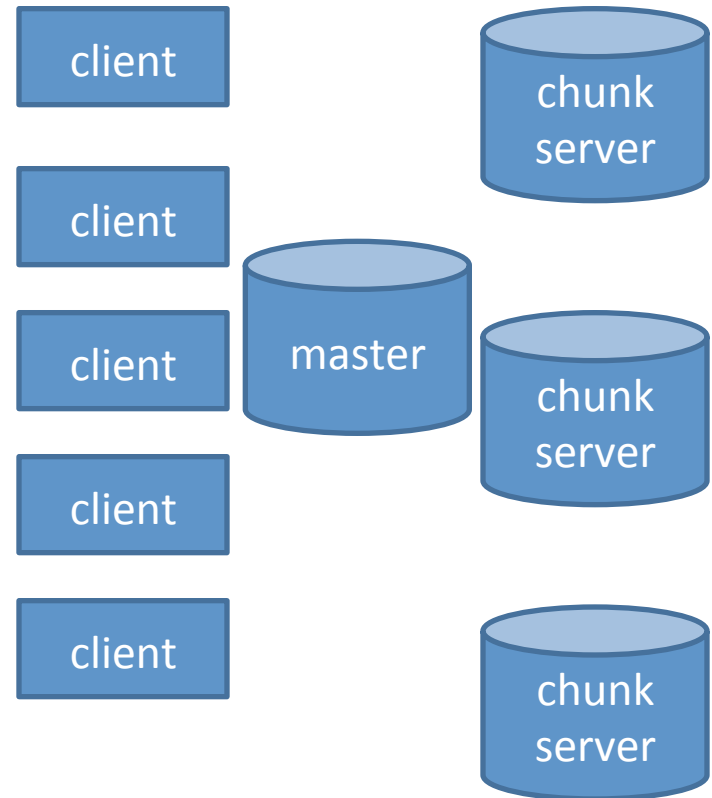 client
client
client
client
client
master
chunk
server
chunk
server
chunk
server